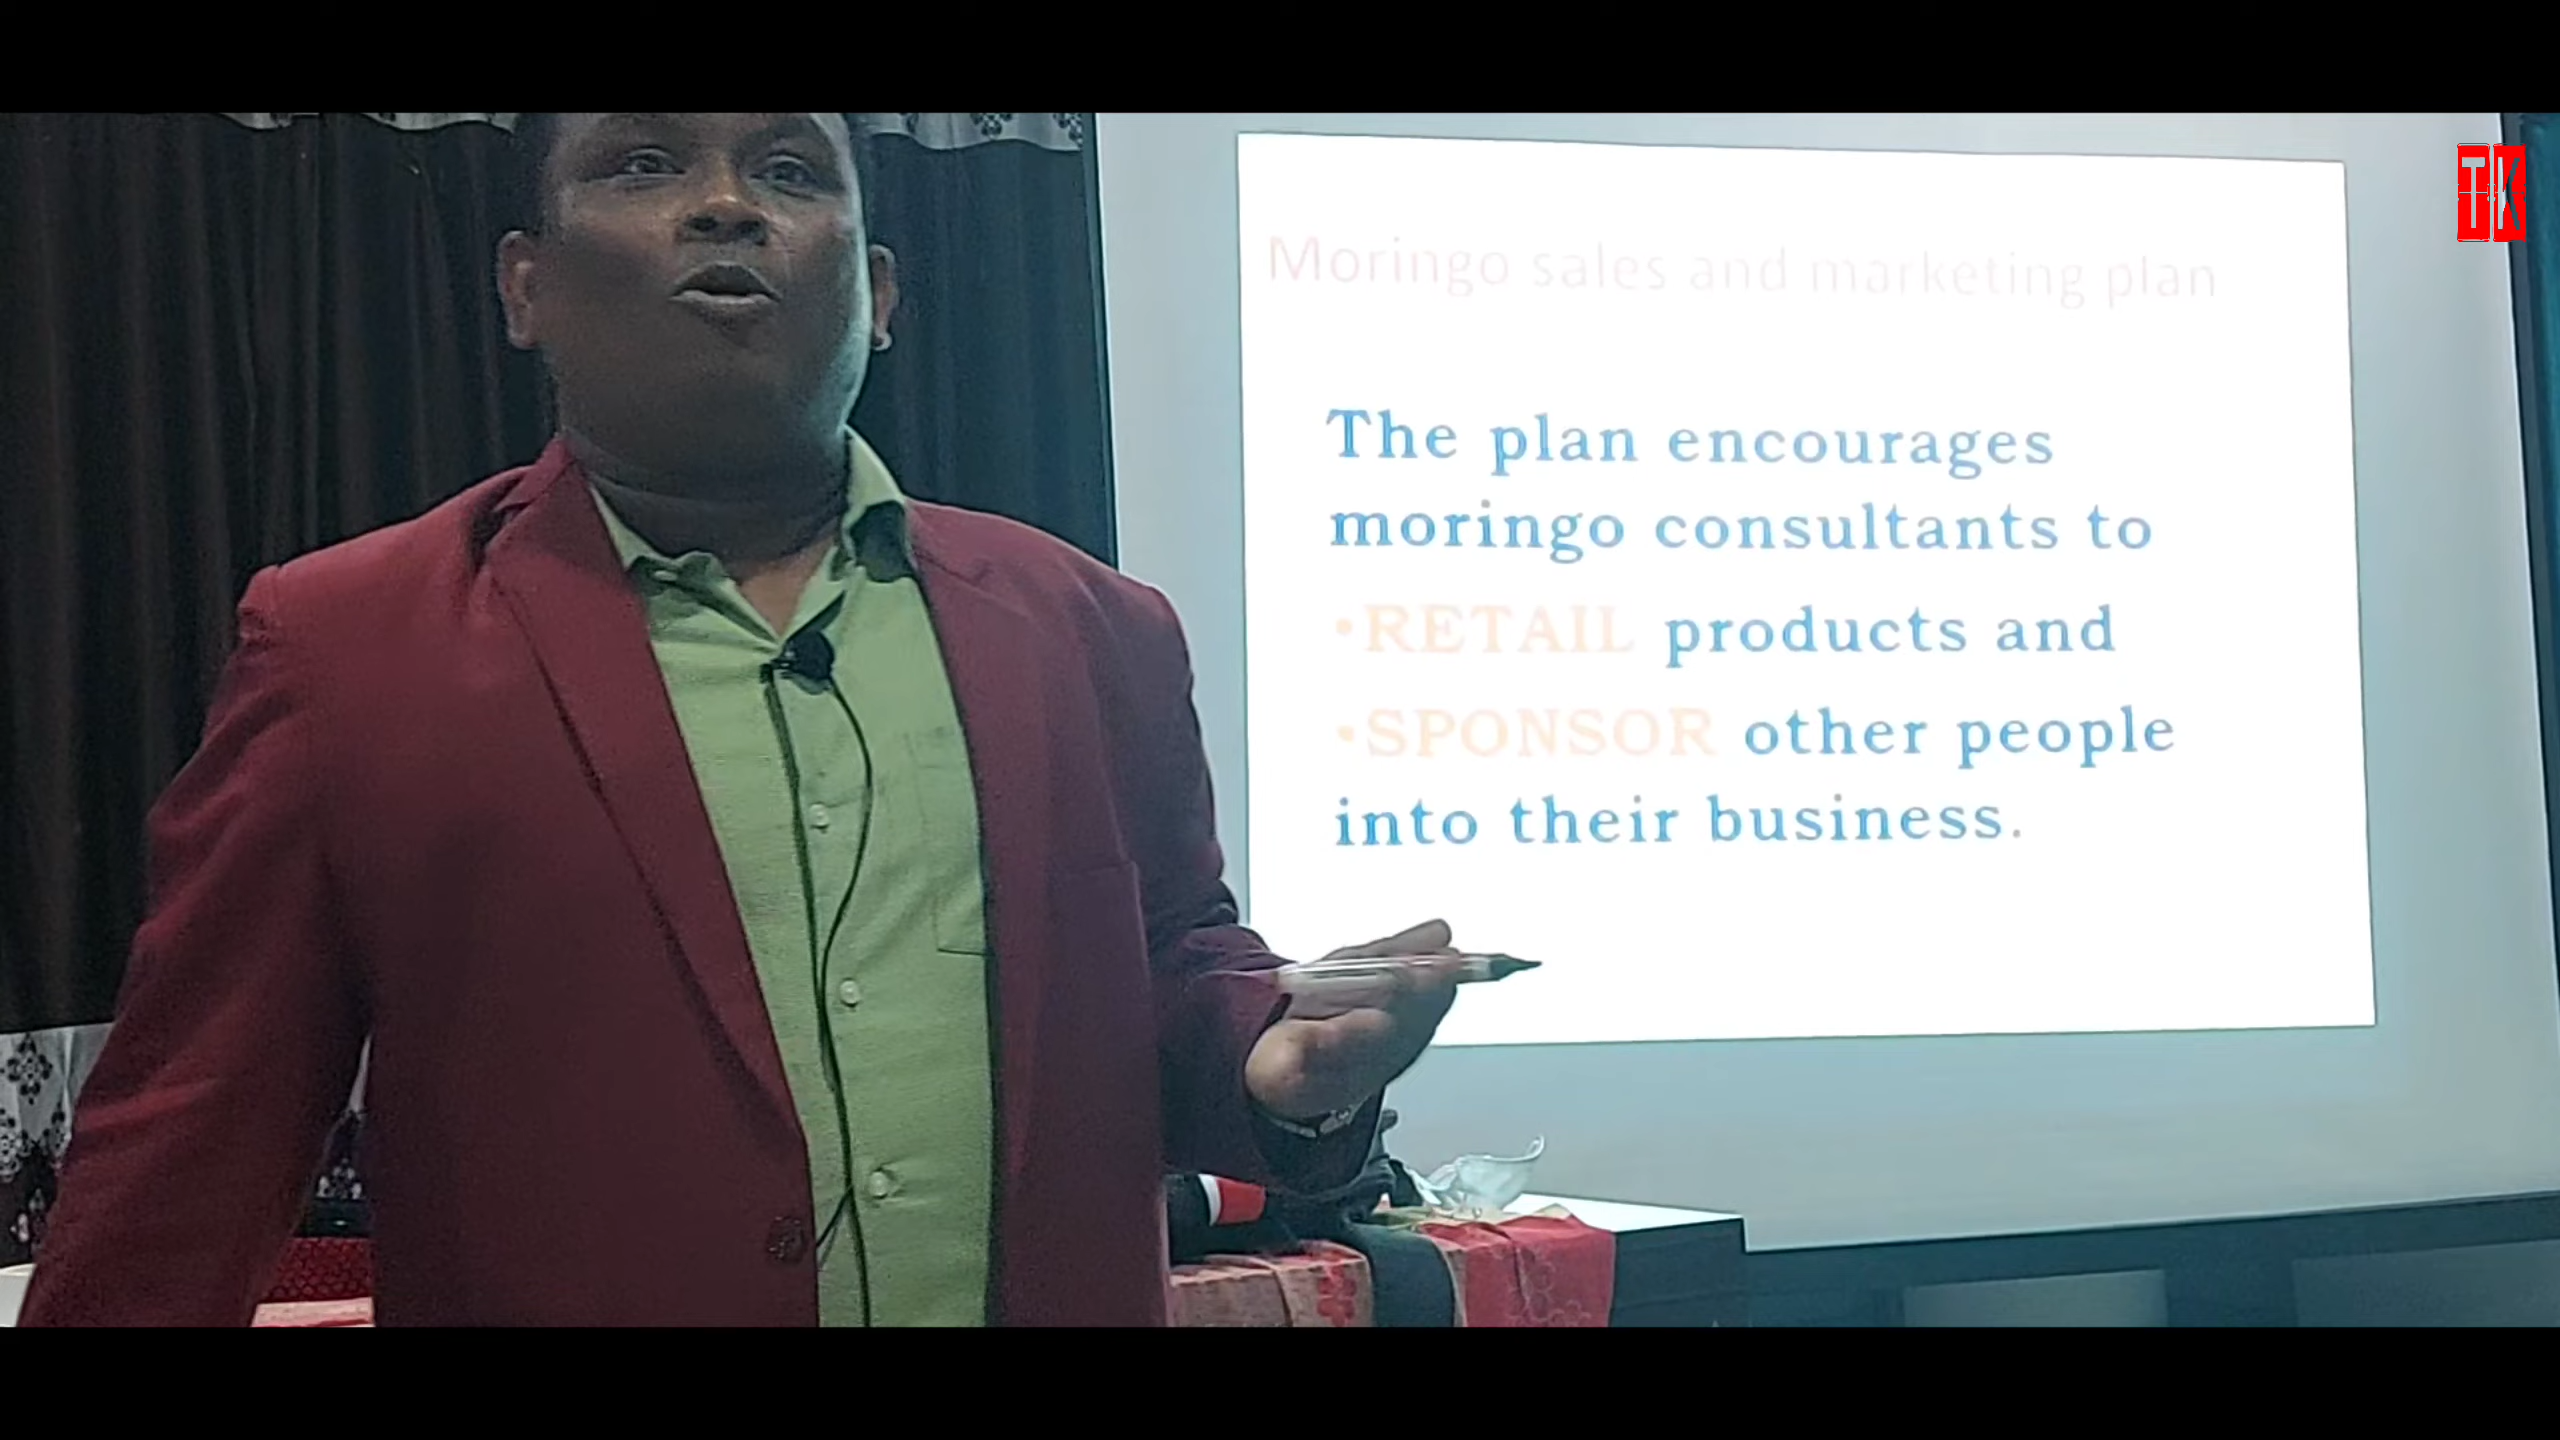 TK
Moringo sales and marketing plan
The plan encourages
moringo consultants to
•RETAIL products and
•SPONSOR other people
into their business.